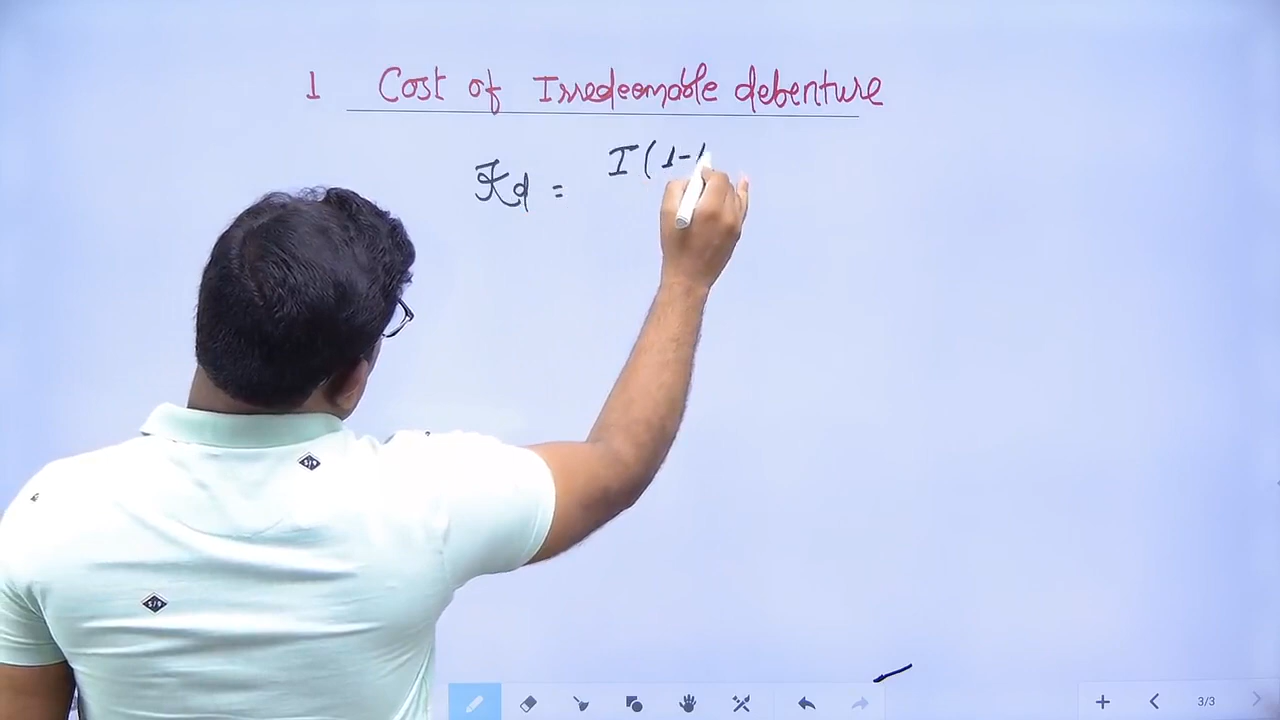 1 Cost of Irredeemable debenture
Kd = I (1-
3/3